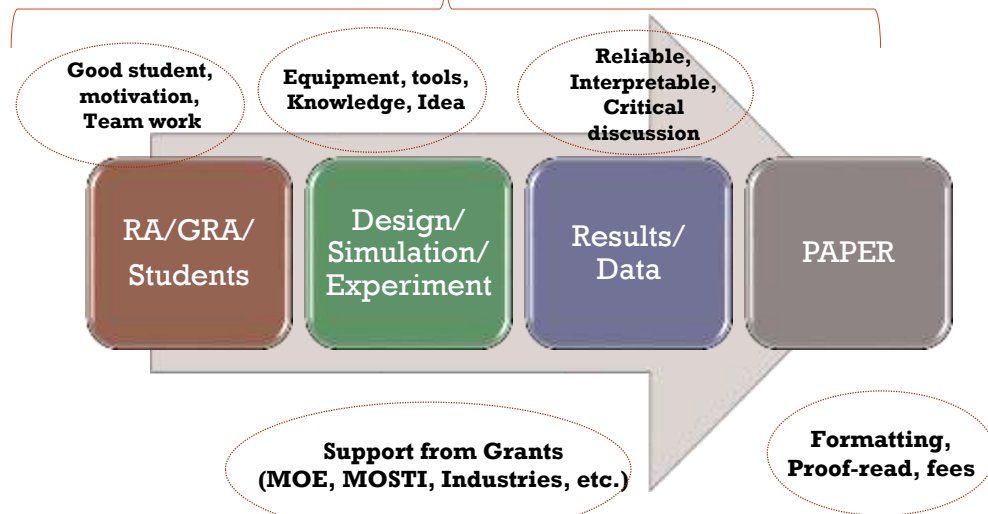 Good student,
motivation,
Team work
Equipment, tools,
Knowledge, Idea
Reliable,
Interpretable,
Critical
discussion
RA/GRA/
Students
Design/
Simulation/
Experiment
Results/
Data
PAPER
Support from Grants
(MOE, MOSTI, Industries, etc.)
Formatting,
Proof-read, fees